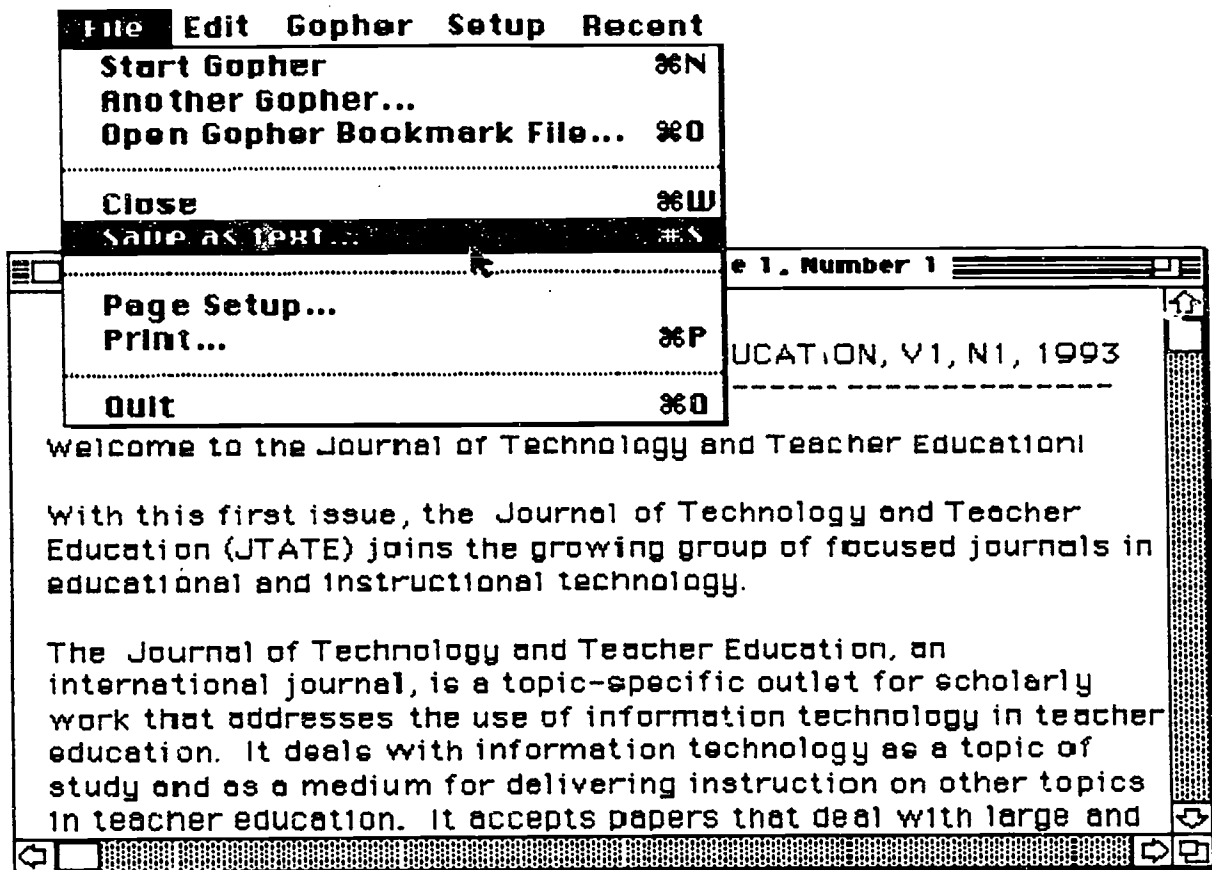 File Edit Gopher Setup Recent
Start Gopher ⌘N
Another Gopher...
Open Gopher Bookmark File... ⌘O
Close ⌘W
Save as text... ⌘S
e 1, Number 1
Page Setup...
Print... ⌘P
UCATION, V1, N1, 1993
Quit ⌘Q
Welcome to the Journal of Technology and Teacher Education!
With this first issue, the Journal of Technology and Teacher
Education (JTATE) joins the growing group of focused journals in
educational and instructional technology.
The Journal of Technology and Teacher Education, an
international journal, is a topic-specific outlet for scholarly
work that addresses the use of information technology in teacher
education. It deals with information technology as a topic of
study and as a medium for delivering instruction on other topics
in teacher education. It accepts papers that deal with large and